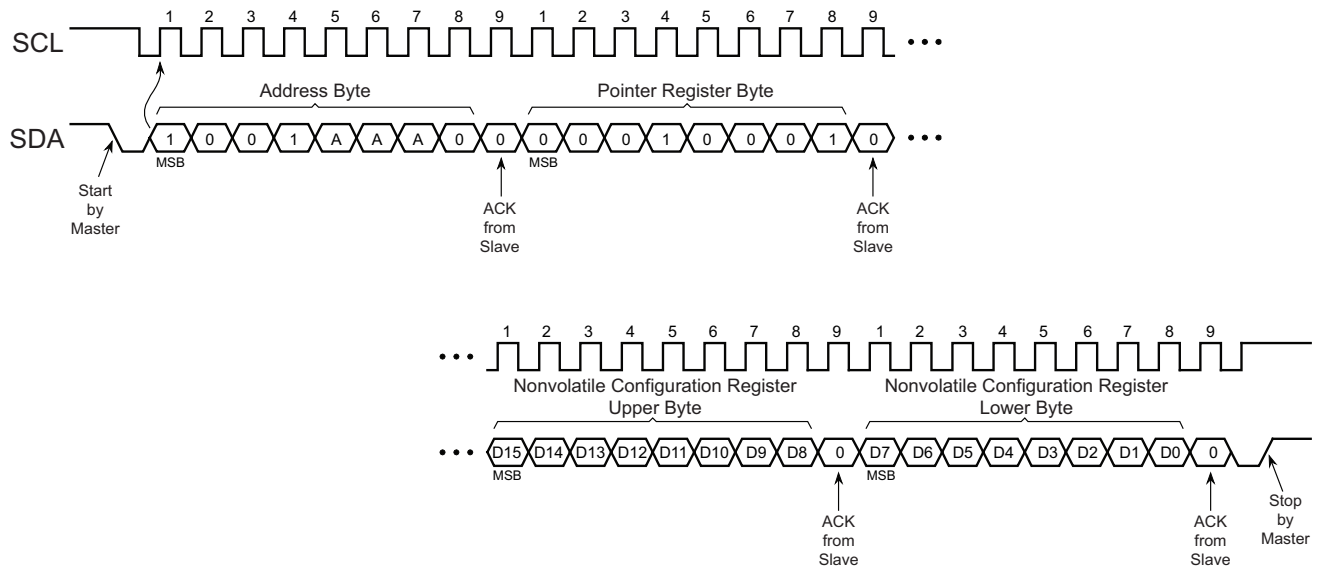 1 2 3 4 5 6 7 8 9 1 2 3 4 5 6 7 8 9
SCL
Address Byte Pointer Register Byte
SDA 1 0 0 1 A A A 0 0 0 0 0 1 0 0 0 1 0
MSB MSB
Start
by
Master
ACK
from
Slave
ACK
from
Slave
1 2 3 4 5 6 7 8 9 1 2 3 4 5 6 7 8 9
Nonvolatile Configuration Register
Upper Byte
Nonvolatile Configuration Register
Lower Byte
D15 D14 D13 D12 D11 D10 D9 D8 0 D7 D6 D5 D4 D3 D2 D1 D0 0
MSB MSB
ACK
from
Slave
ACK
from
Slave
Stop
by
Master